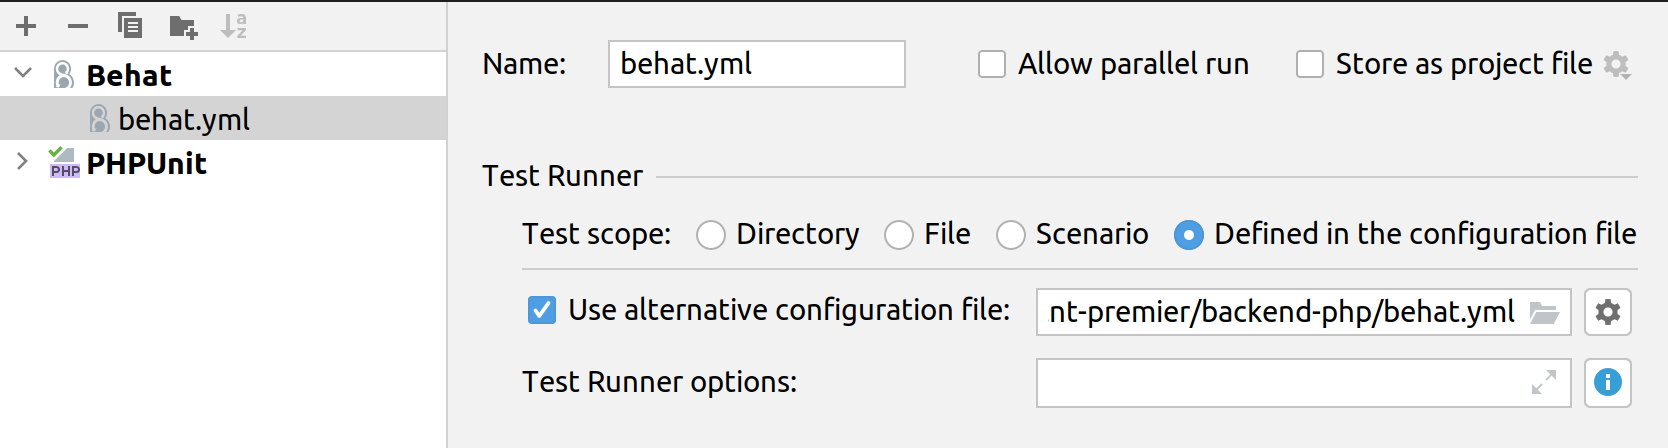 Behat
behat.yml
PHP PHPUnit
Name: behat.yml Allow parallel run Store as project file
Test Runner
Test scope: Directory File Scenario Defined in the configuration file
Use alternative configuration file: nt-premier/backend-php/behat.yml
Test Runner options: